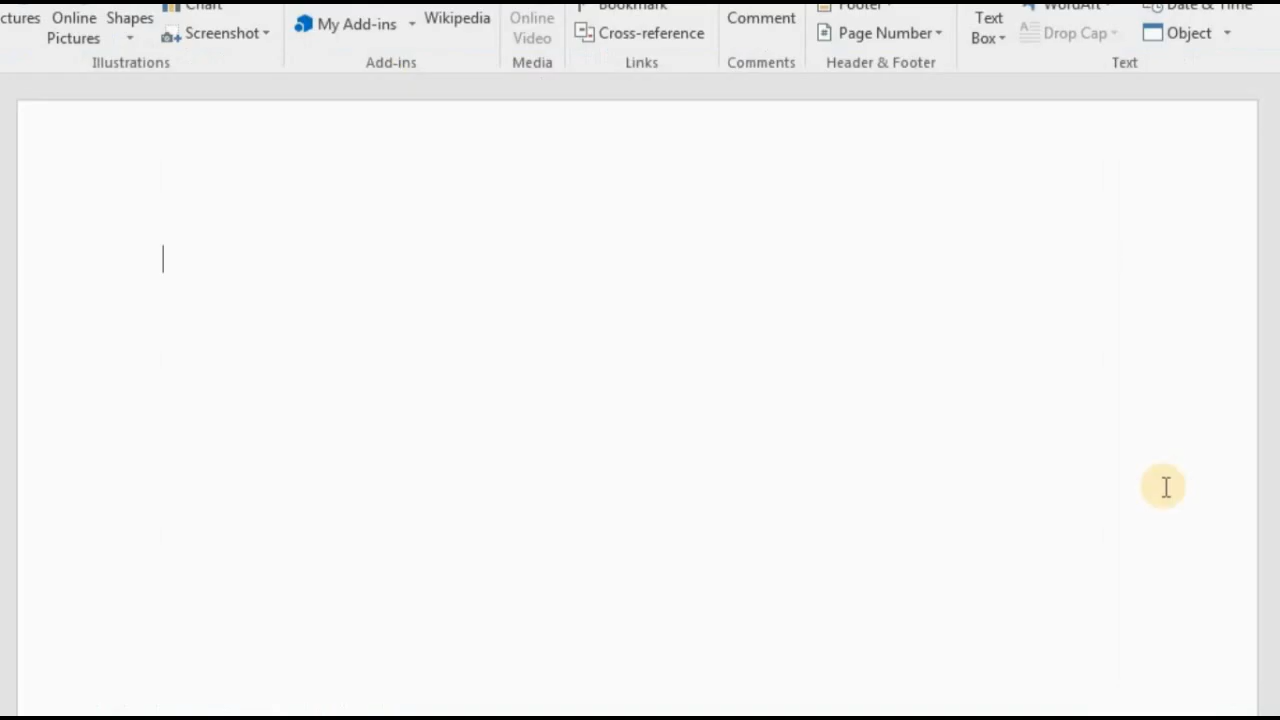 Chart
Bookmark
Footer
WordArt
Date & Time
ctures
Online
Pictures
Shapes
Screenshot
My Add-ins
Wikipedia
Online
Video
Cross-reference
Comment
Page Number
Text
Box
Drop Cap
Object
Illustrations
Add-ins
Media
Links
Comments
Header & Footer
Text